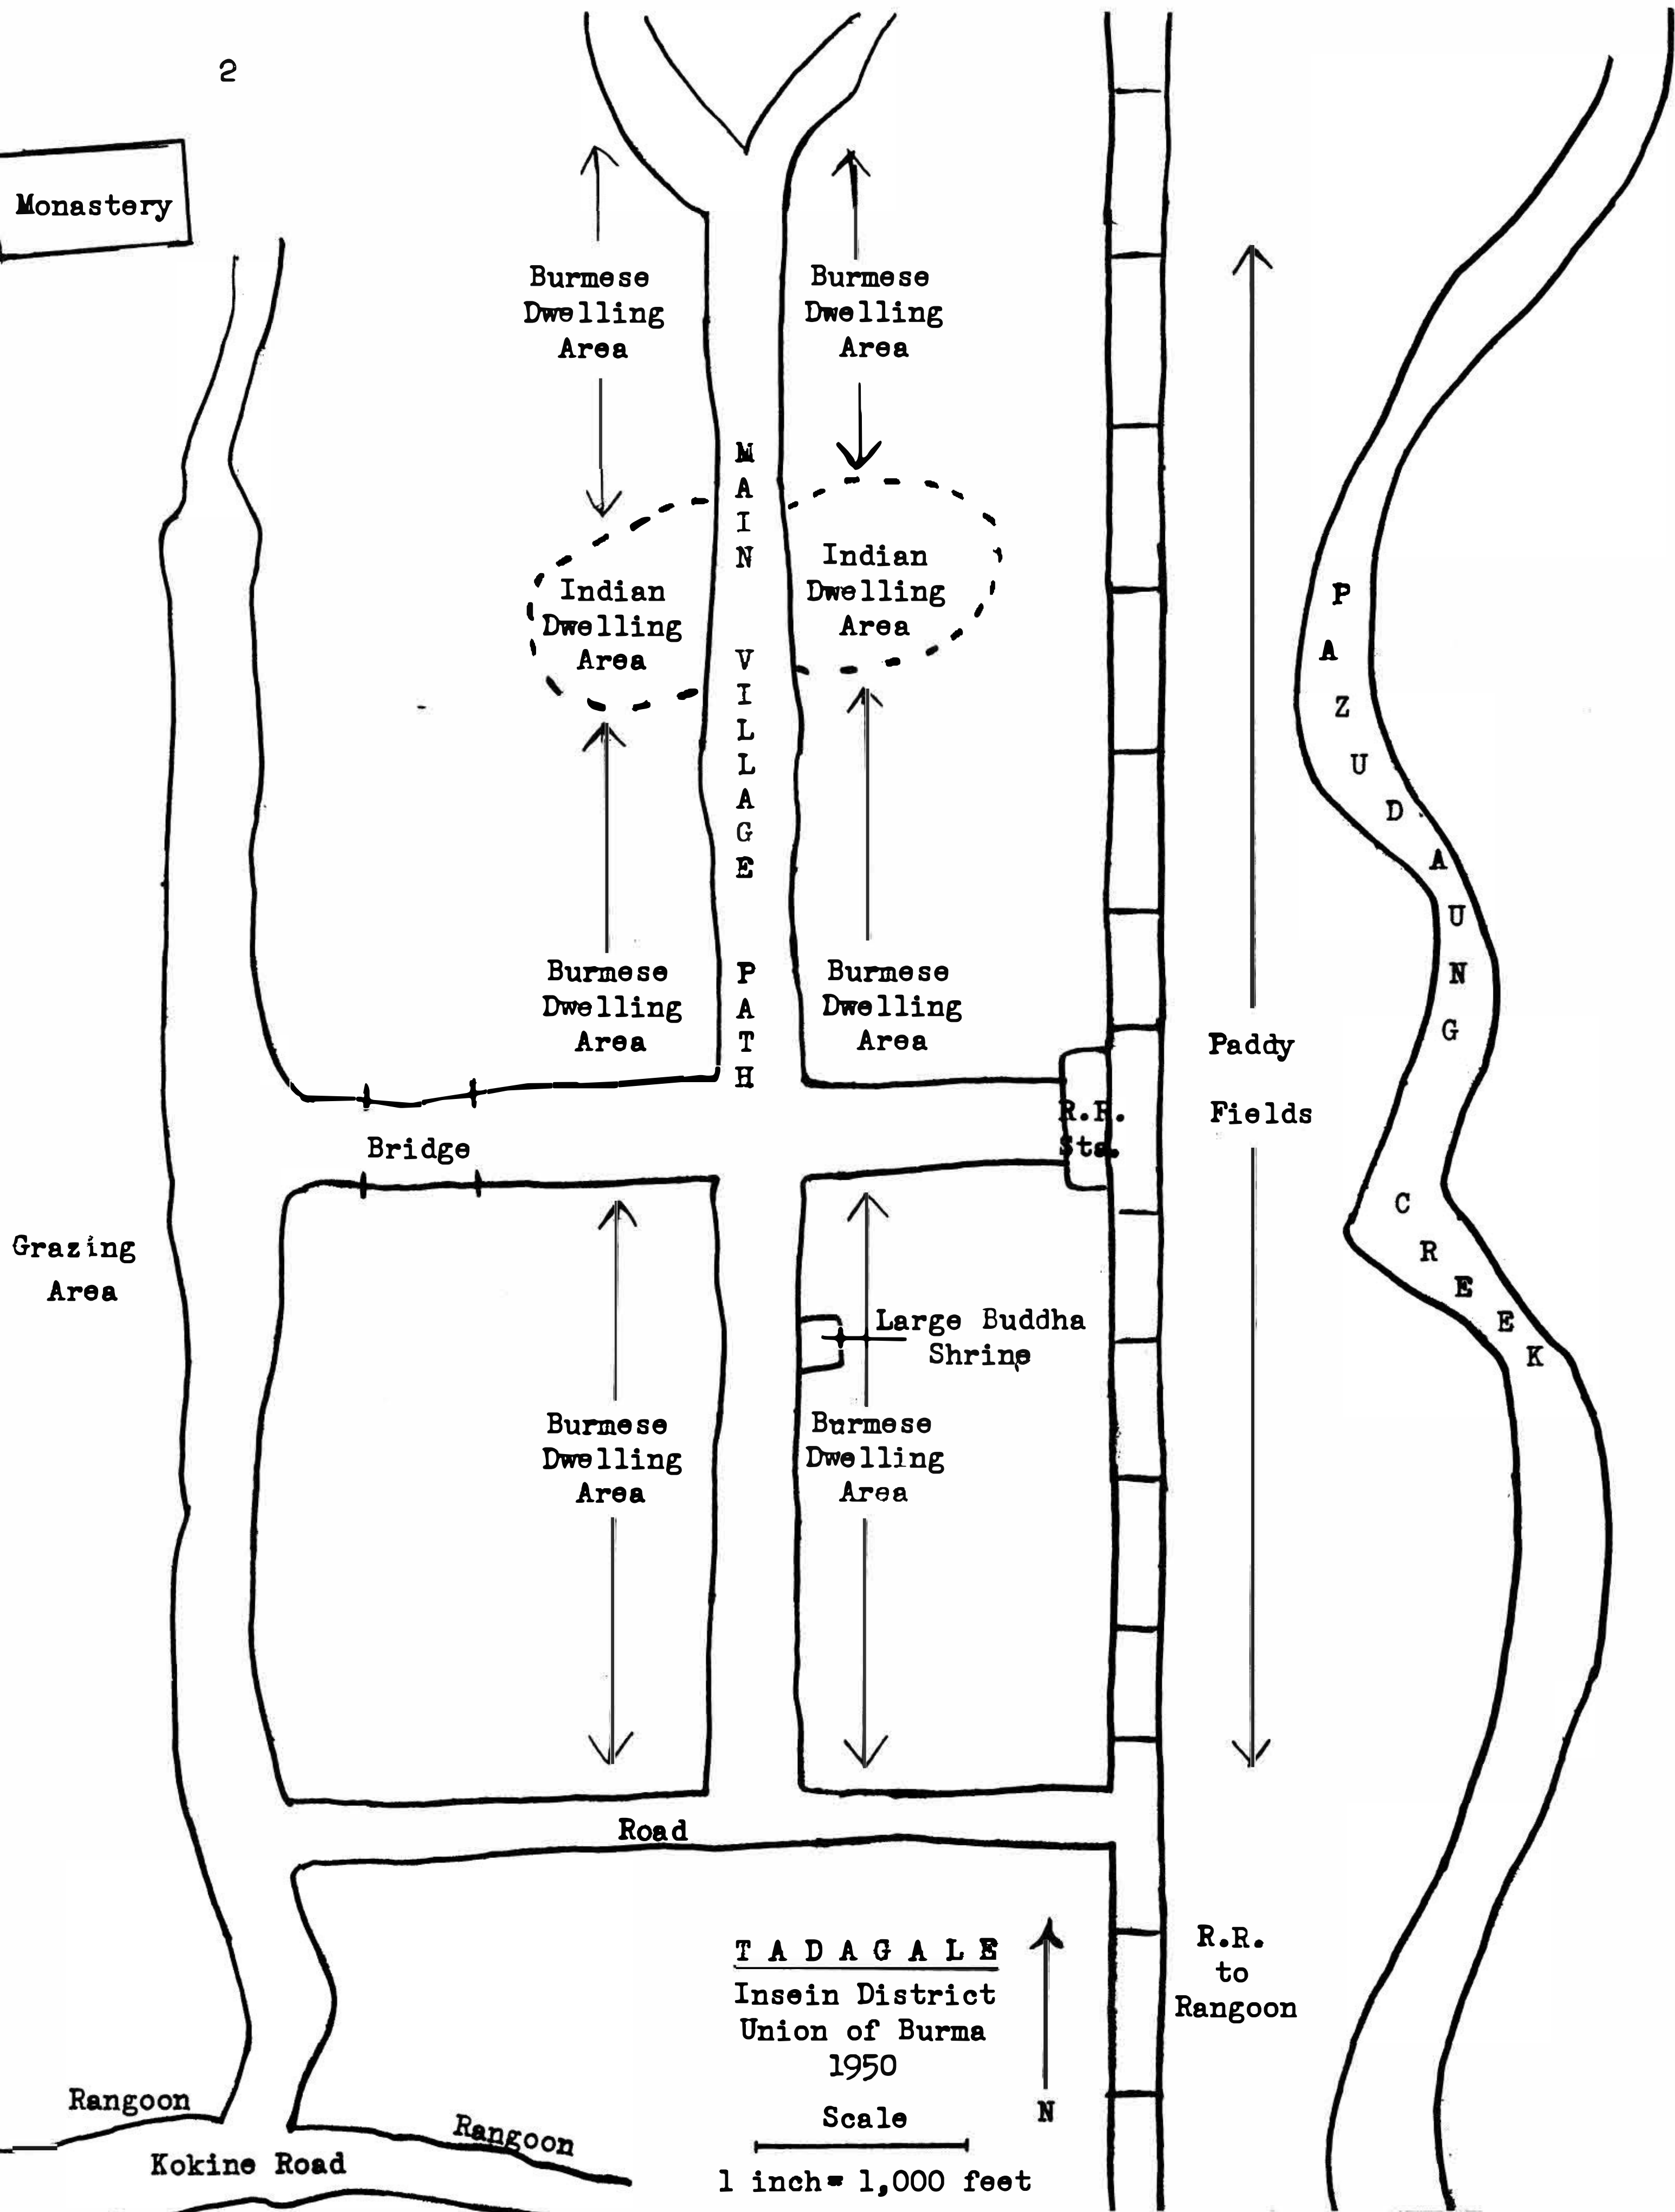 2
Monastery
Burmese
Dwelling
Area
Burmese
Dwelling
Area
MAIN VILLAGE PATH
Indian
Dwelling
Area
Indian
Dwelling
Area
PAZUDAUNG CREEK
Burmese
Dwelling
Area
Burmese
Dwelling
Area
Paddy
Fields
R.R.
Sta.
Bridge
Grazing
Area
Large Buddha
Shrine
Burmese
Dwelling
Area
Burmese
Dwelling
Area
Road
TADAGALE
Insein District
Union of Burma
1950
Scale
1 inch = 1,000 feet
N
R.R.
to
Rangoon
Rangoon
Rangoon
Kokine Road